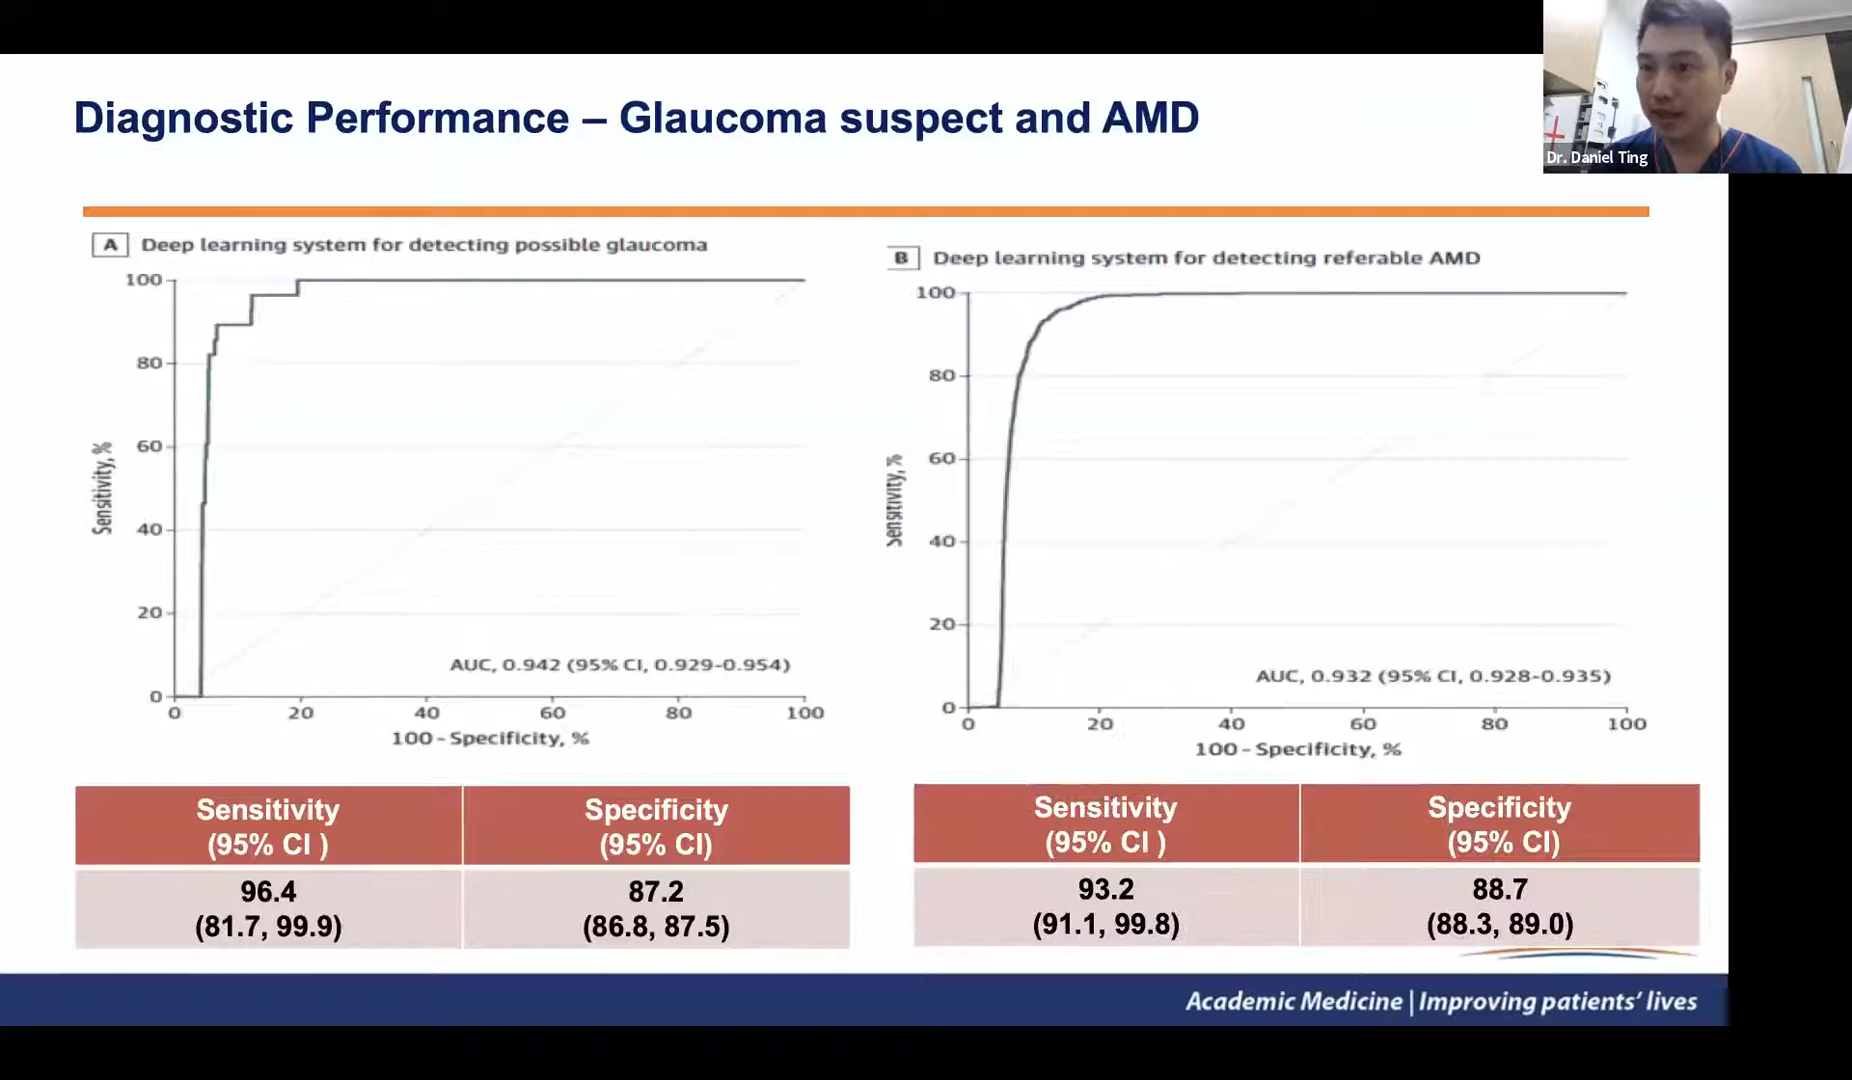 Diagnostic Performance – Glaucoma suspect and AMD
Dr. Daniel Ting
A Deep learning system for detecting possible glaucoma
100
80
60
40
20
0
Sensitivity, %
0 20 40 60 80 100
100 - Specificity, %
AUC, 0.942 (95% CI, 0.929-0.954)
B Deep learning system for detecting referable AMD
100
80
60
40
20
0
Sensitivity, %
0 20 40 60 80 100
100 - Specificity, %
AUC, 0.932 (95% CI, 0.928-0.935)
Sensitivity
(95% CI )
Specificity
(95% CI)
96.4
(81.7, 99.9)
87.2
(86.8, 87.5)
Sensitivity
(95% CI )
Specificity
(95% CI)
93.2
(91.1, 99.8)
88.7
(88.3, 89.0)
Academic Medicine | Improving patients’ lives